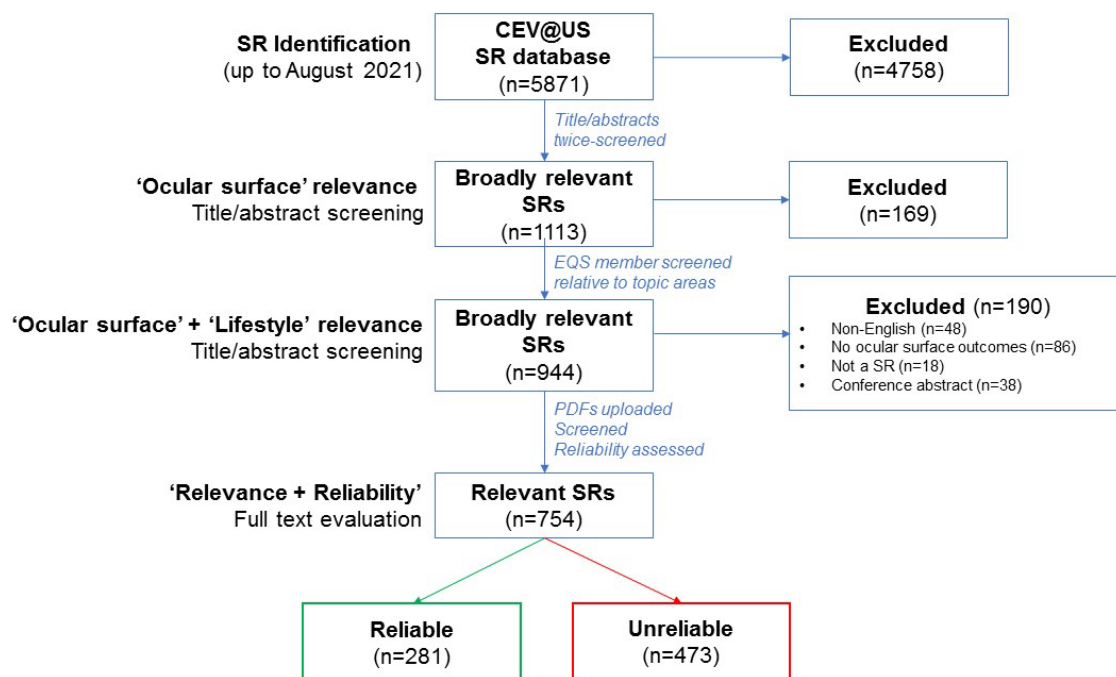 SR Identification
(up to August 2021)
CEV@US
SR database
(n=5871)
Excluded
(n=4758)
Title/abstracts
twice-screened
‘Ocular surface’ relevance
Title/abstract screening
Broadly relevant
SRs
(n=1113)
Excluded
(n=169)
EQS member screened
relative to topic areas
‘Ocular surface’ + ‘Lifestyle’ relevance
Title/abstract screening
Broadly relevant
SRs
(n=944)
Excluded (n=190)
• Non-English (n=48)
• No ocular surface outcomes (n=86)
• Not a SR (n=18)
• Conference abstract (n=38)
PDFs uploaded
Screened
Reliability assessed
‘Relevance + Reliability’
Full text evaluation
Relevant SRs
(n=754)
Reliable
(n=281)
Unreliable
(n=473)